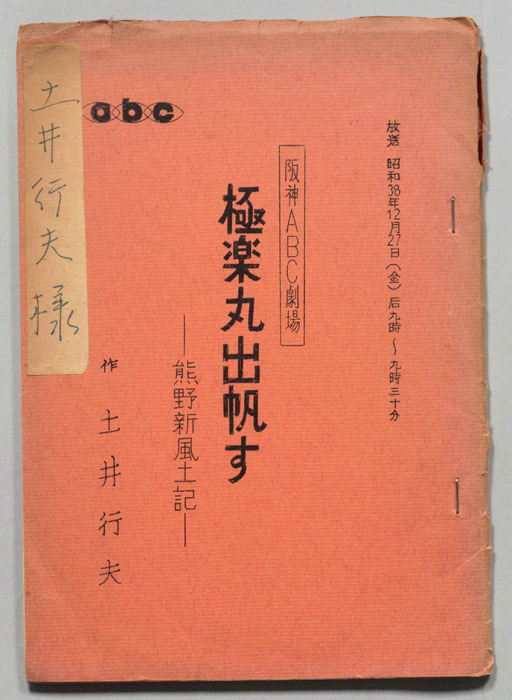 放送 昭和38年12月27日(金)后九時〜九時三十分
阪神ABC劇場
極楽丸出帆す
―熊野新風土記―
作 土井行夫
abc
土井行夫様